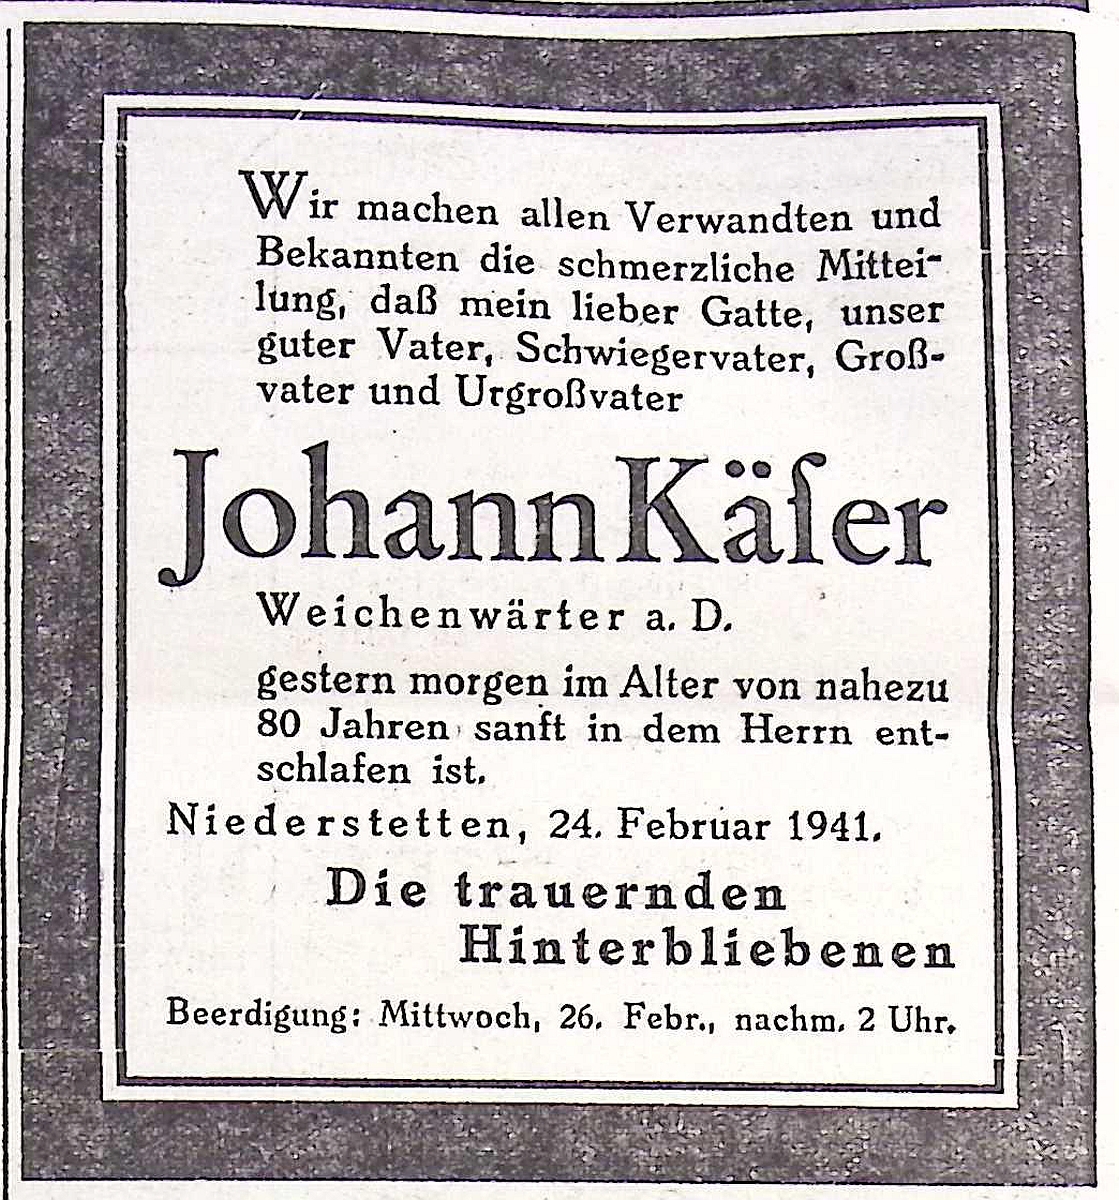 Wir machen allen Verwandten und
Bekannten die schmerzliche Mittei-
lung, daß mein lieber Gatte, unser
guter Vater, Schwiegervater, Groß-
vater und Urgroßvater
Johann Käſer
Weichenwärter a. D.
gestern morgen im Alter von nahezu
80 Jahren sanft in dem Herrn ent-
schlafen ist.
Niederstetten, 24. Februar 1941.
Die trauernden
Hinterbliebenen
Beerdigung: Mittwoch, 26. Febr., nachm. 2 Uhr.